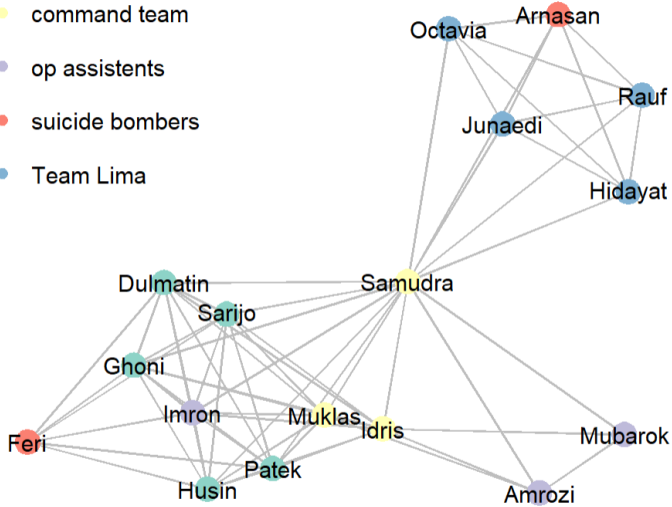 command team
op assistents
suicide bombers
Team Lima
Octavia
Arnasan
Rauf
Junaedi
Hidayat
Dulmatin
Samudra
Sarijo
Ghoni
Imron
Muklas
Idris
Feri
Mubarok
Patek
Husin
Amrozi